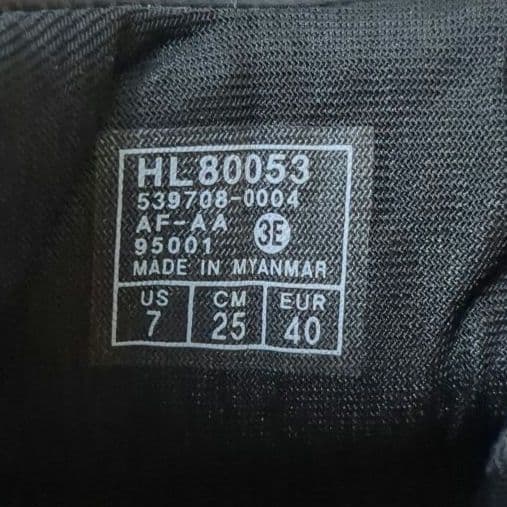 HL80053
539708-0004
AF-AA 3E
95001
MADE IN MYANMAR
US CM EUR
7 25 40